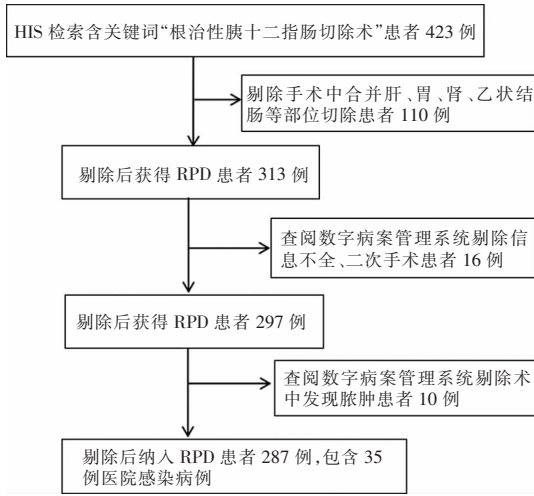 HIS 检索含关键词“根治性胰十二指肠切除术”患者 423 例
剔除手术中合并肝、胃、肾、乙状结
肠等部位切除患者 110 例
剔除后获得 RPD 患者 313 例
查阅数字病案管理系统剔除信
息不全、二次手术患者 16 例
剔除后获得 RPD 患者 297 例
查阅数字病案管理系统剔除术
中发现脓肿患者 10 例
剔除后纳入 RPD 患者 287 例,包含 35
例医院感染病例